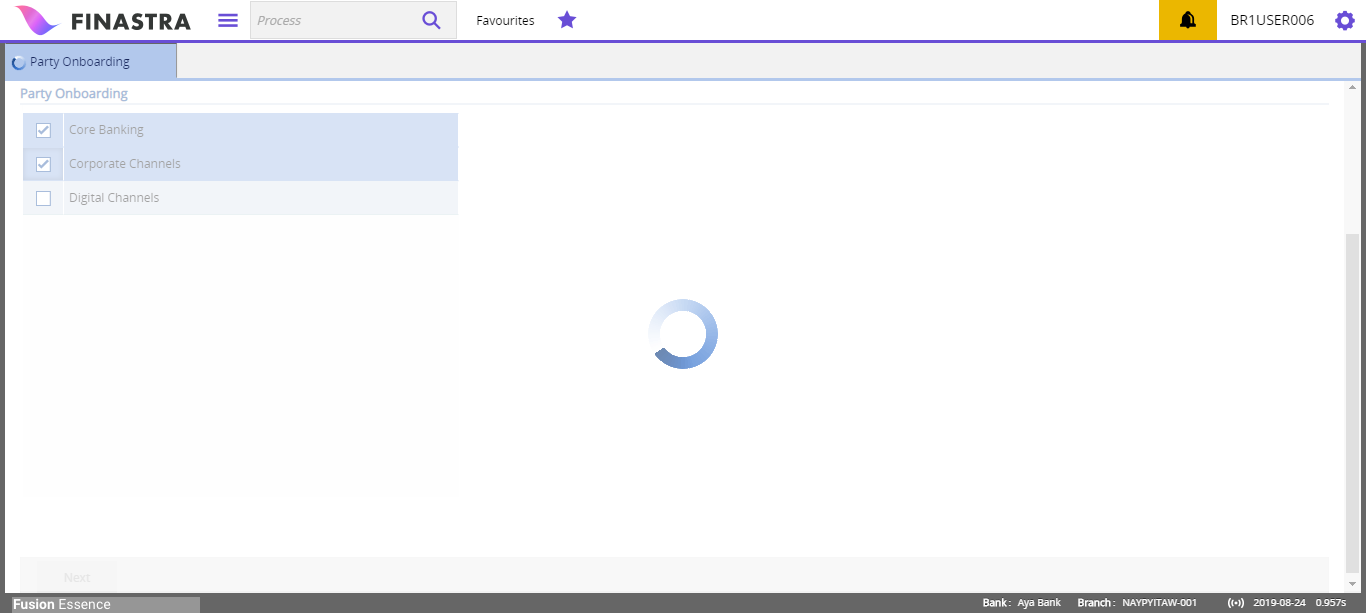 FINASTRA
Process
Favourites
BR1USER006
Party Onboarding
Party Onboarding
Core Banking
Corporate Channels
Digital Channels
Next
Fusion Essence
Bank : Aya Bank Branch : NAYPYITAW-001 2019-08-24 0.957s